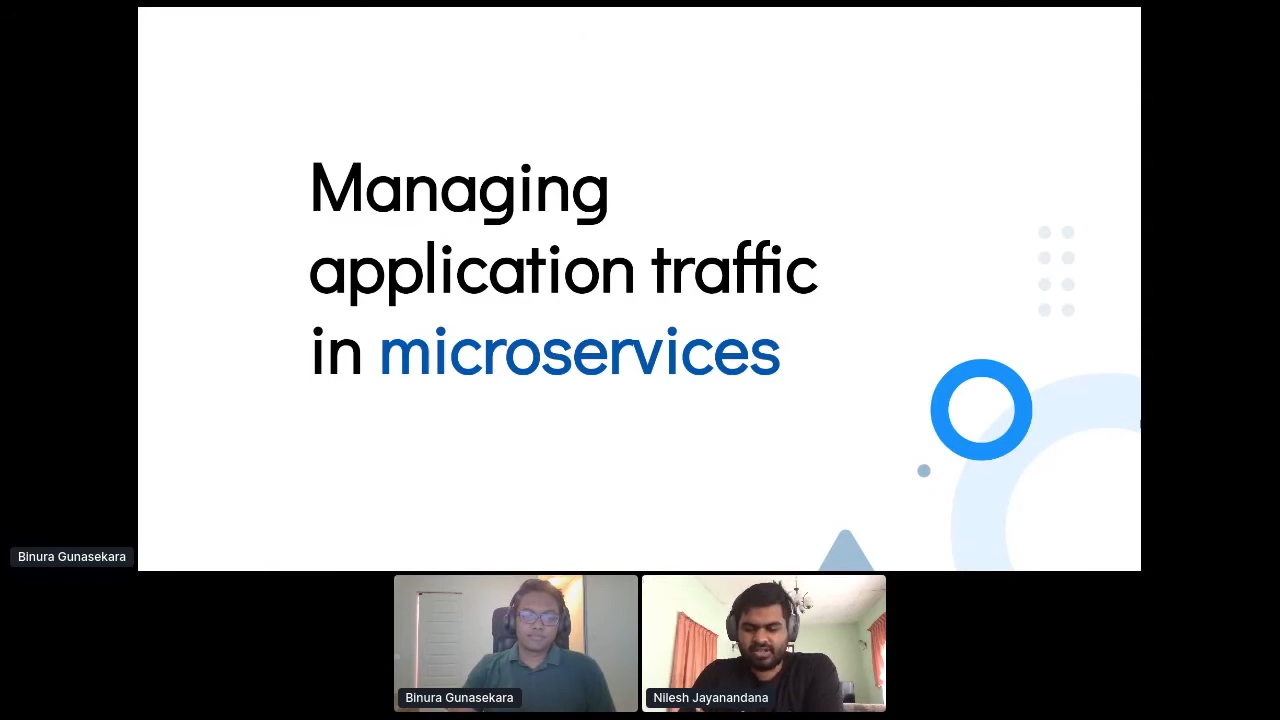 Managing
application traffic
in microservices
Binura Gunasekara
Binura Gunasekara
Nilesh Jayanandana